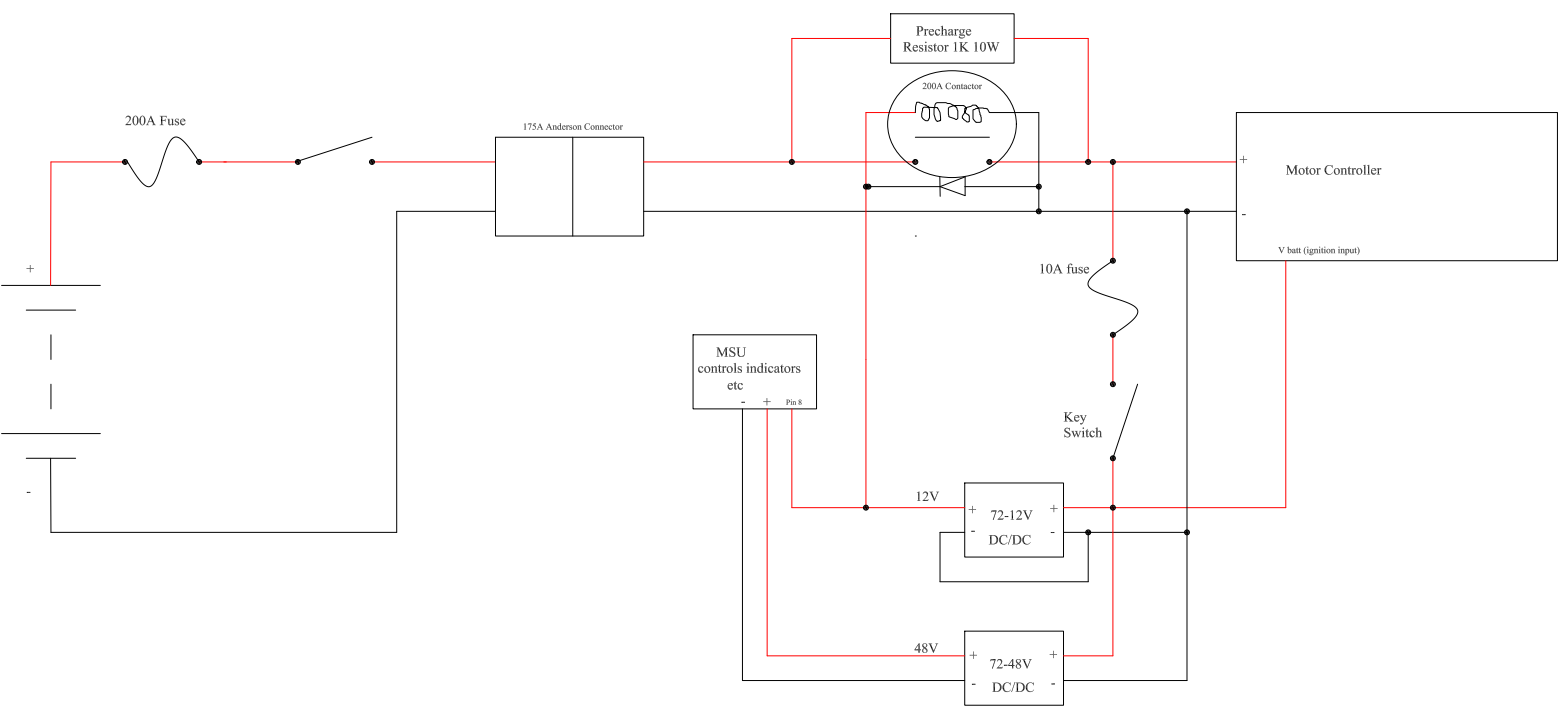 Precharge
Resistor 1K 10W
200A Contactor
200A Fuse
175A Anderson Connector
+
Motor Controller
-
V batt (ignition input)
+
10A fuse
MSU
controls indicators
etc
- + Pin 8
Key
Switch
-
12V
+ 72-12V +
- DC/DC -
48V
+ 72-48V +
- DC/DC -